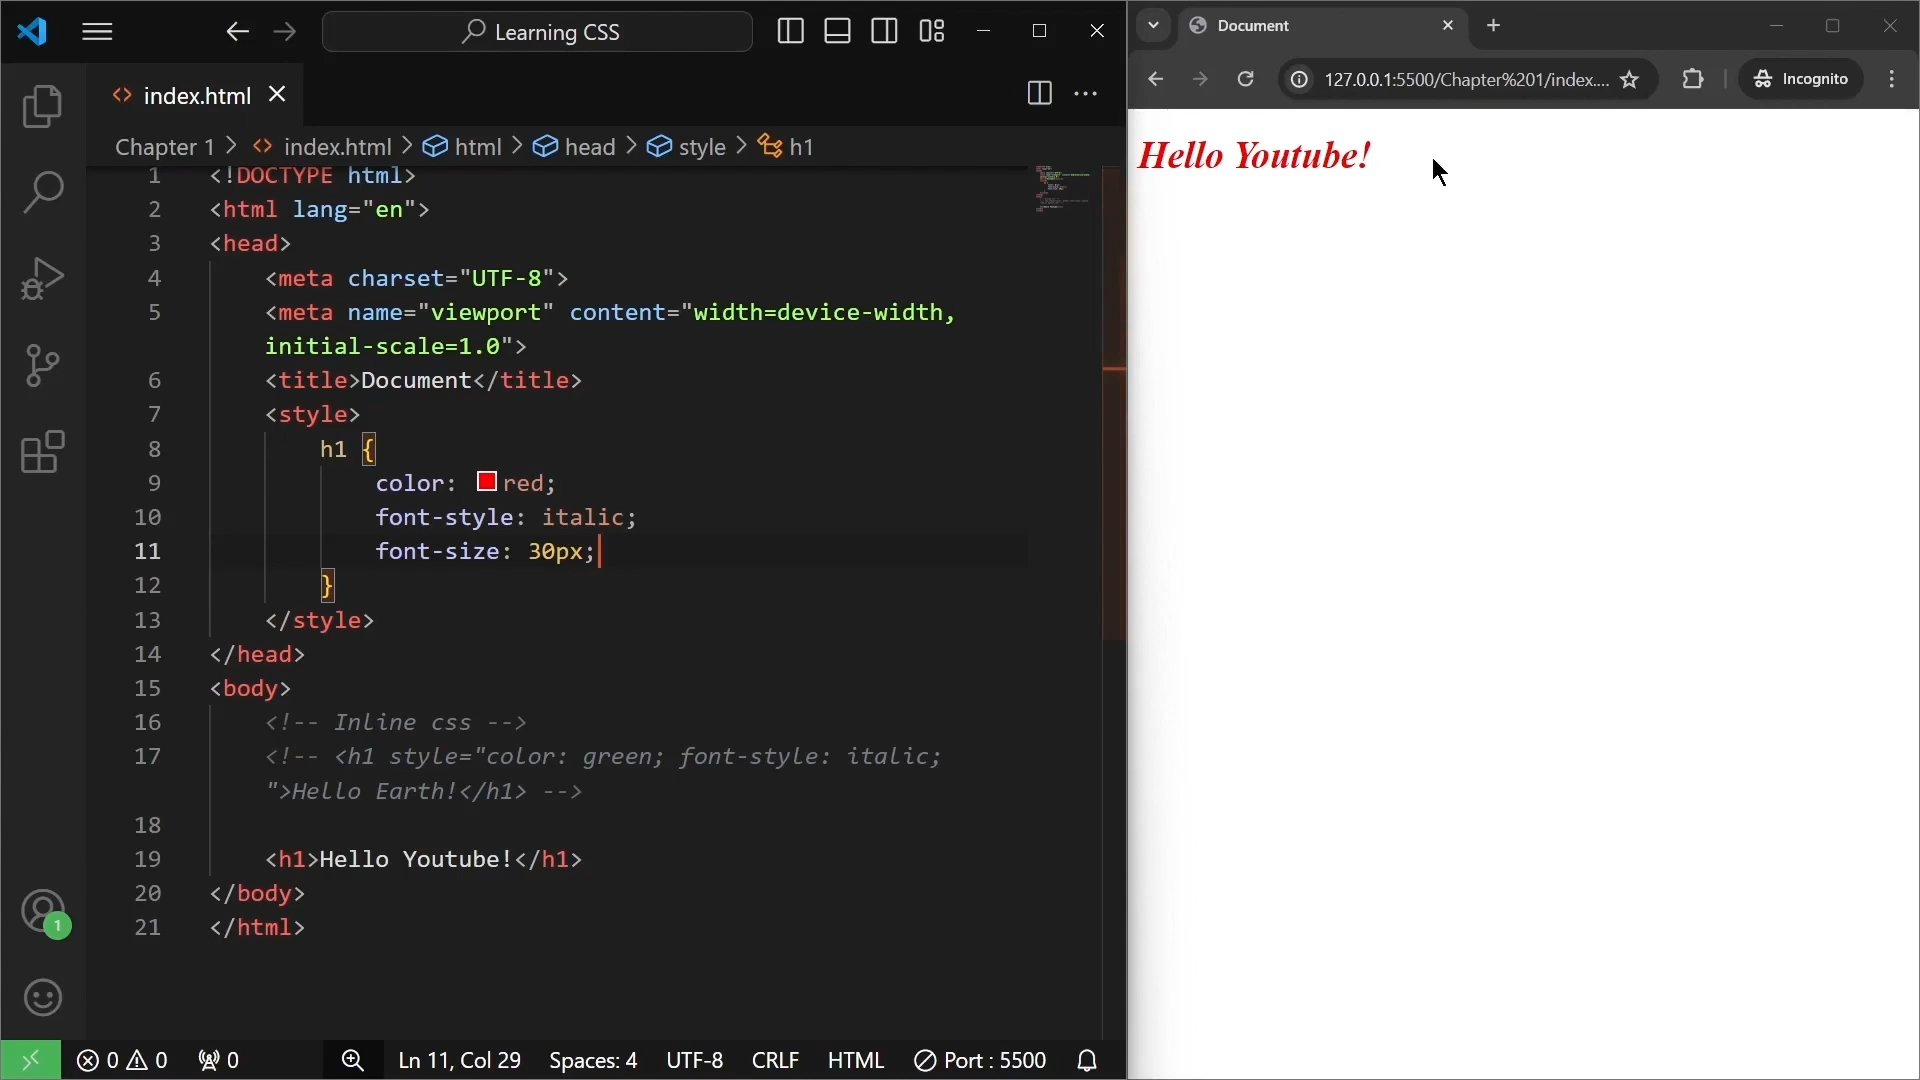 Learning CSS
index.html
Chapter 1 > index.html > html > head > style > h1
1 <!DOCTYPE html>
2 <html lang="en">
3 <head>
4 <meta charset="UTF-8">
5 <meta name="viewport" content="width=device-width,
initial-scale=1.0">
6 <title>Document</title>
7 <style>
8 h1 {
9 color: red;
10 font-style: italic;
11 font-size: 30px;
12 }
13 </style>
14 </head>
15 <body>
16 <!-- Inline css -->
17 <!-- <h1 style="color: green; font-style: italic;
">Hello Earth!</h1> -->
18
19 <h1>Hello Youtube!</h1>
20 </body>
21 </html>
1
0 0 0 Ln 11, Col 29 Spaces: 4 UTF-8 CRLF HTML Port : 5500
Document
127.0.0.1:5500/Chapter%201/index.... Incognito
Hello Youtube!